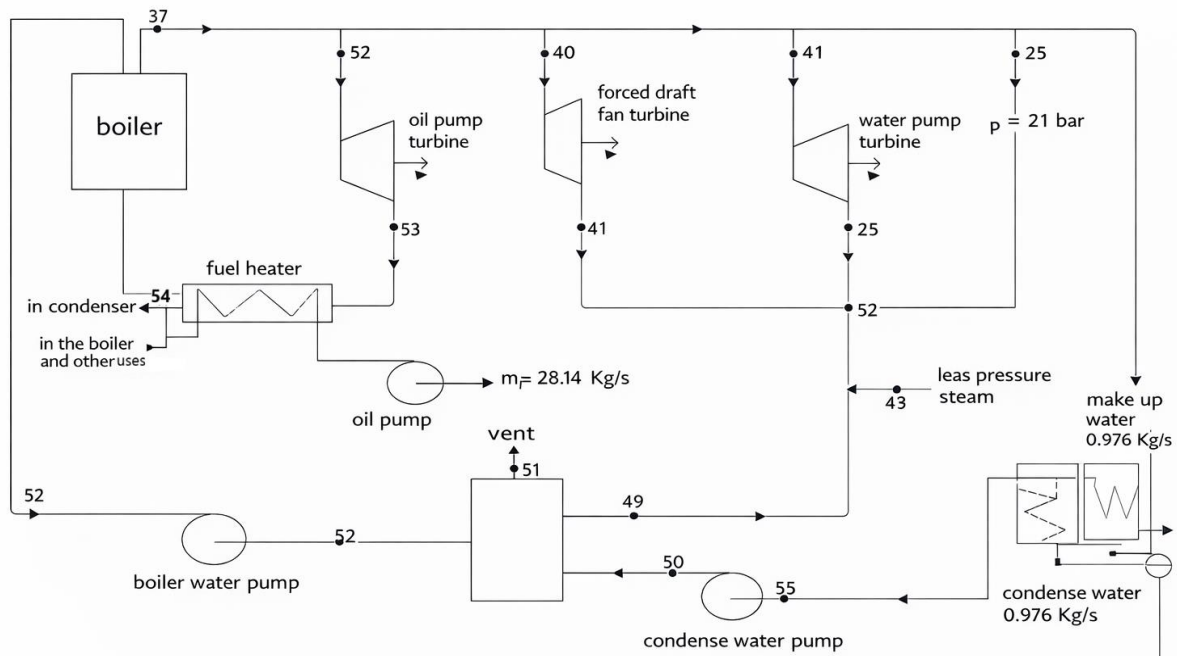 37
52
40
41
25
boiler
oil pump
turbine
forced draft
fan turbine
water pump
turbine
p = 21 bar
53
41
25
fuel heater
54
in condenser
52
in the boiler
and other uses
mᵢ= 28.14 Kg/s
oil pump
leas pressure
steam
43
make up
water
0.976 Kg/s
vent
51
52
49
52
boiler water pump
50
55
condense water pump
condense water
0.976 Kg/s